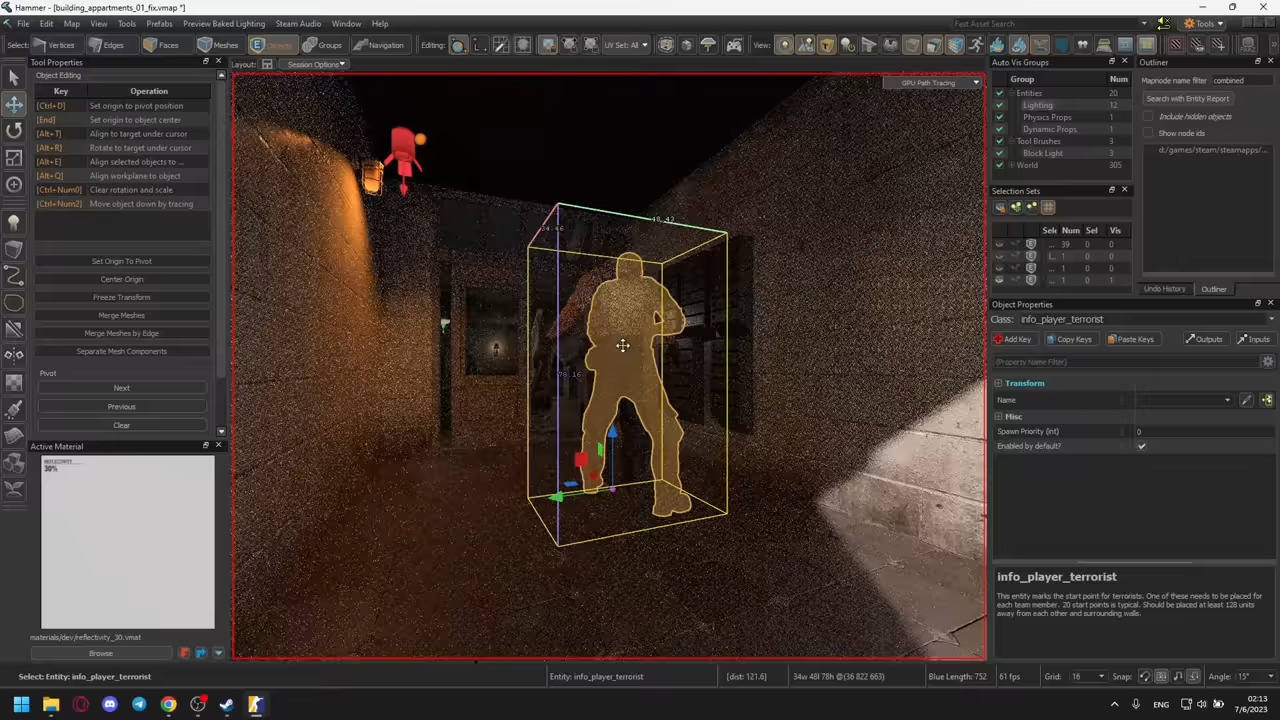 Hammer - [building_appartments_01_fix.vmap *]
File Edit Map View Tools Prefabs Preview Baked Lighting Steam Audio Window Help
Fast Asset Search
Tools
Select: Vertices Edges Faces Meshes Objects Groups Navigation Editing: UV Set: All View:
Tool Properties
Object Editing
Key Operation
[Ctrl+D] Set origin to pivot position
[End] Set origin to object center
[Alt+T] Align to target under cursor
[Alt+R] Rotate to target under cursor
[Alt+E] Align selected objects to ...
[Alt+Q] Align workplane to object
[Ctrl+Num0] Clear rotation and scale
[Ctrl+Num2] Move object down by tracing
Set Origin To Pivot
Center Origin
Freeze Transform
Merge Meshes
Merge Meshes by Edge
Separate Mesh Components
Pivot
Next
Previous
Clear
Active Material
REFLECTIVITY
30%
materials/dev/reflectivity_30.vmat
Browse
Layout: Session Options
GPU Path Tracing
48.42
34.46
78.16
Auto Vis Groups
Group Num
Entities 20
Lighting 12
Physics Props 1
Dynamic Props 1
Tool Brushes 3
Block Light 3
World 305
Selection Sets
Sele Num Sel Vis
39 0 0
L... 1 0 0
1 0 0
1 0 1
Outliner
Mapnode name filter combined
Search with Entity Report
Include hidden objects
Show node ids
d:/games/steam/steamapps/...
Undo History Outliner
Object Properties
Class: info_player_terrorist
Add Key Copy Keys Paste Keys Outputs Inputs
(Property Name Filter)
Transform
Name
Misc
Spawn Priority (int) 0
Enabled by default?
info_player_terrorist
This entity marks the start point for terrorists. One of these needs to be placed for
each team member. 20 start points is typical. Should be placed at least 128 units
away from each other and surrounding walls.
Select: Entity: info_player_terrorist
Entity: info_player_terrorist
[dist: 121.6]
34w 48l 78h @(36 822 663)
Blue Length: 752
61 fps
Grid: 16
Snap:
Angle: 15°
ENG
02:13
7/6/2023